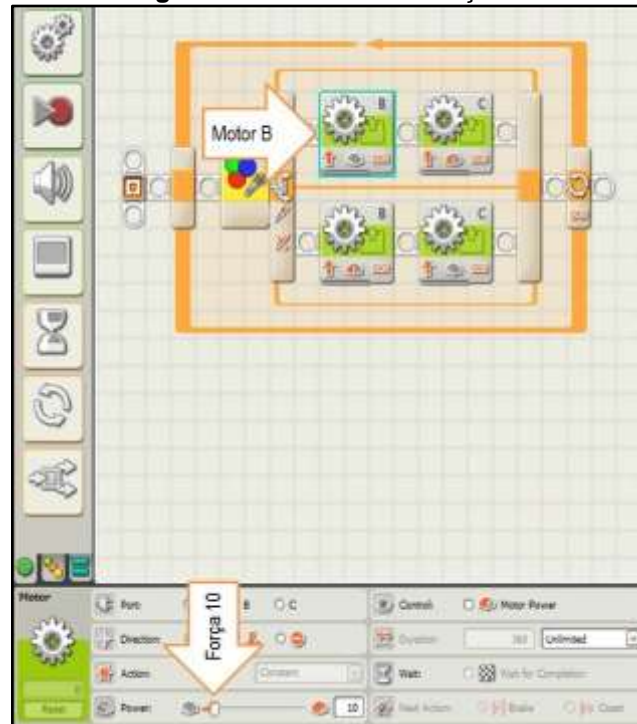 Motor B
B C
B C
Motor
Port: B C
Control: Motor Power
Direction:
Duration: 360 Unlimited
Action: Constant
Wait: Wait for Completion
Power: 10
Next Action: Brake Coast
Reset
Força 10